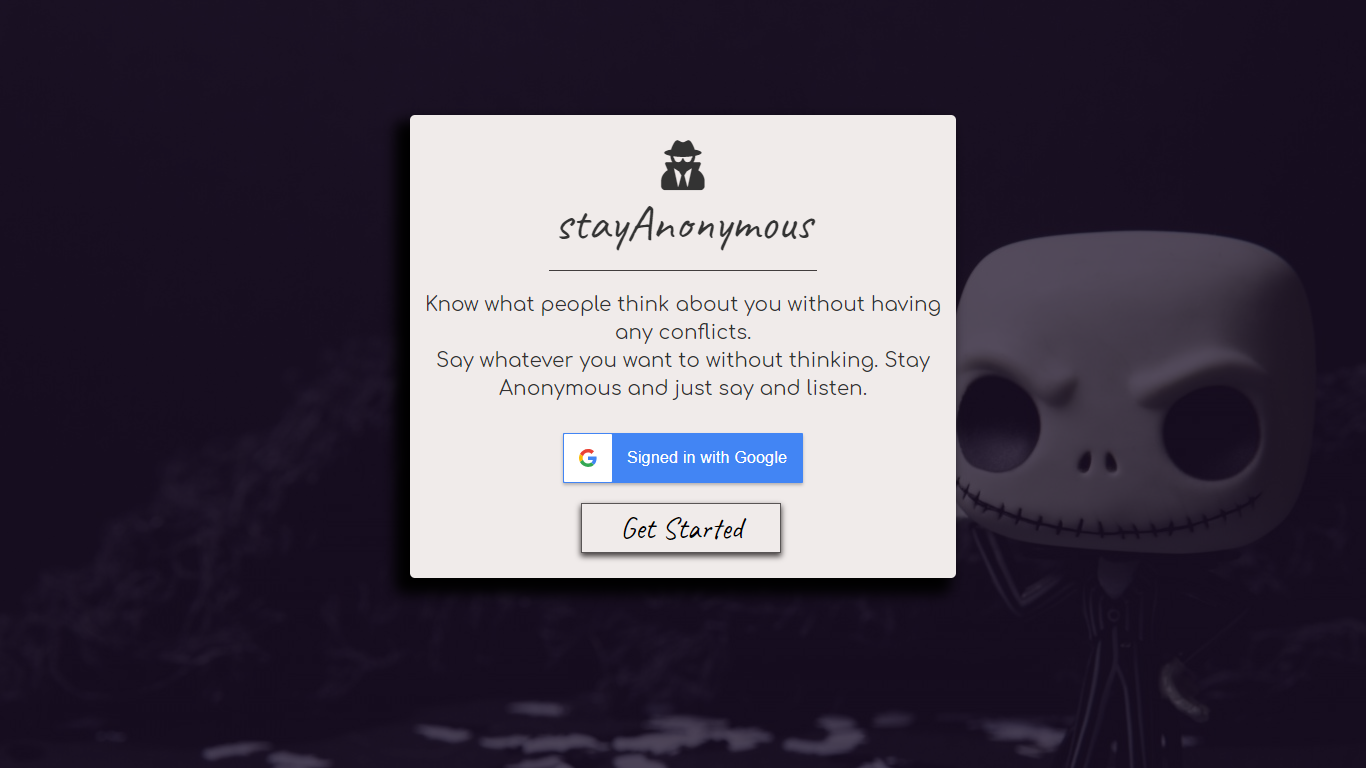 stayAnonymous
Know what people think about you without having
any conflicts.
Say whatever you want to without thinking. Stay
Anonymous and just say and listen.
Signed in with Google
Get Started